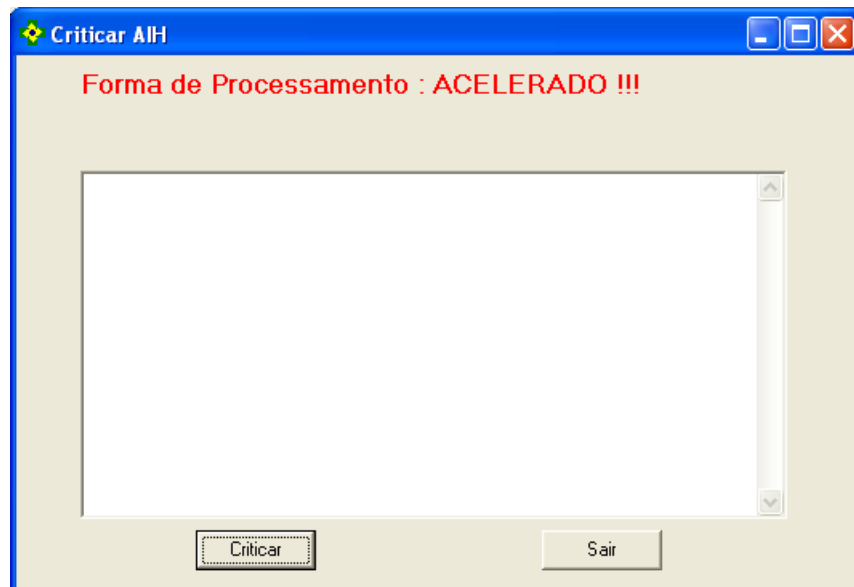 Criticar AIH
Forma de Processamento : ACELERADO !!!
Criticar
Sair